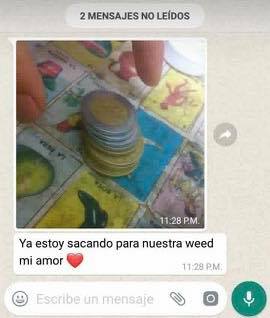 2 MENSAJES NO LEÍDOS
11:28 P.M.
Ya estoy sacando para nuestra weed
mi amor ❤️
11:28 P.M.
Escribe un mensaje